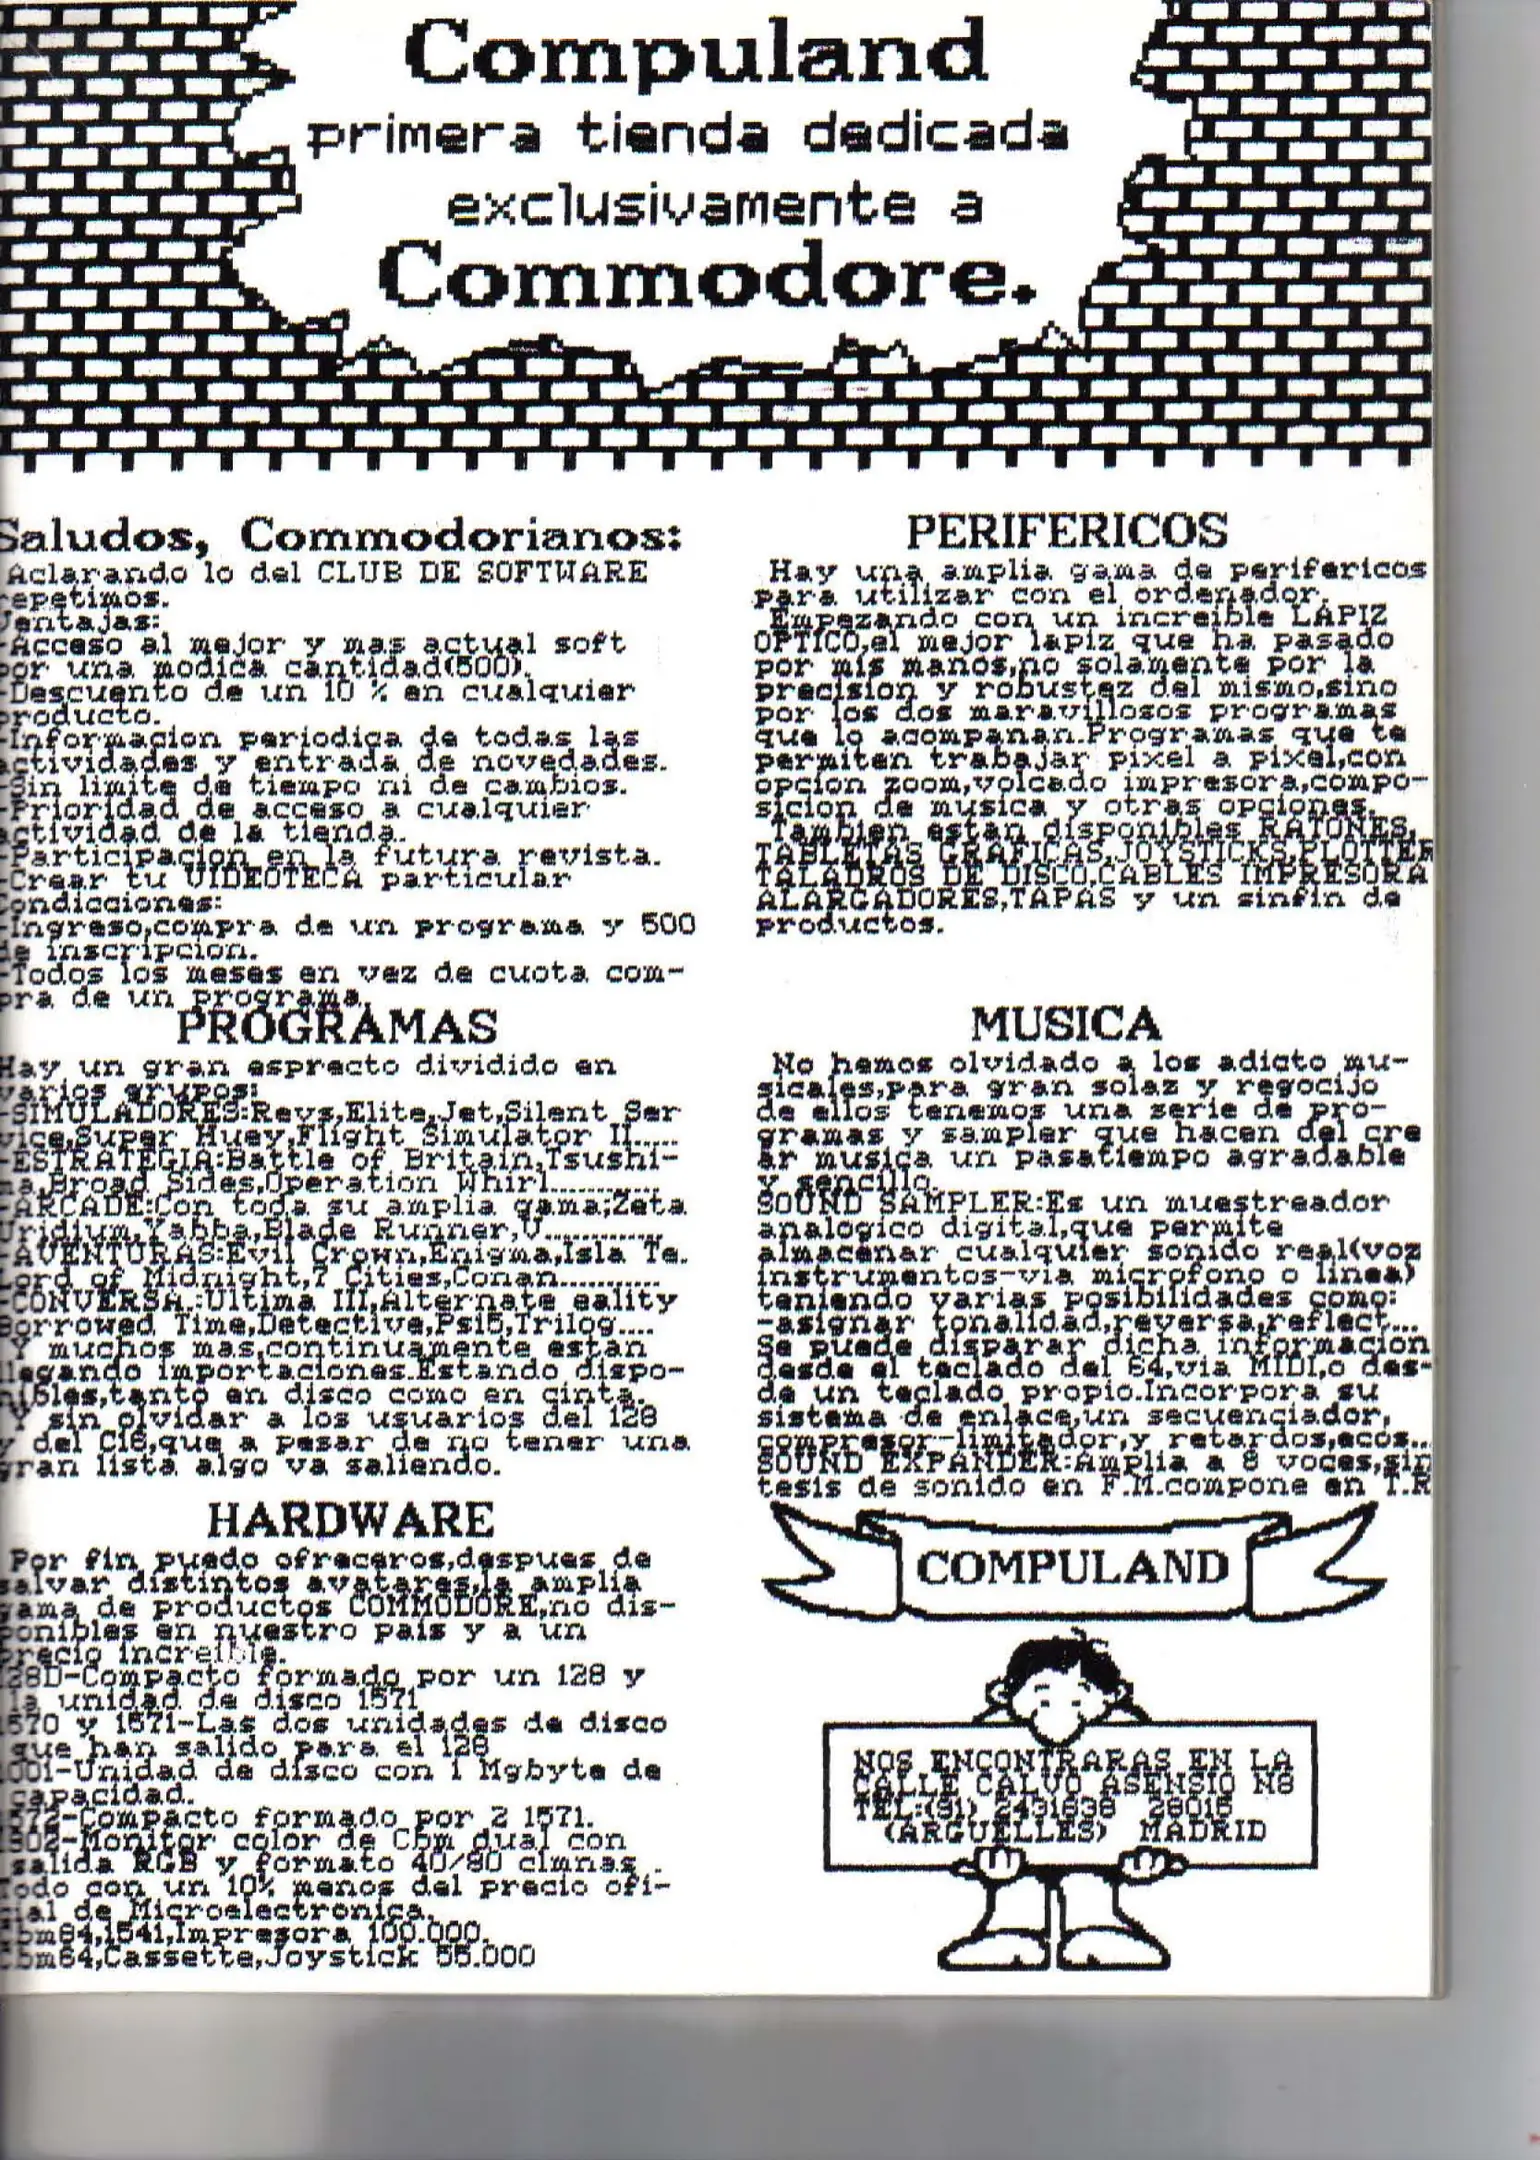 Compuland
primera tienda dedicada
exclusivamente a
Commodore.
Saludos, Commodorianos:
Aclarando lo del CLUB DE SOFTWARE
repetimos.
Ventajas:
-Acceso al mejor y mas actual soft
por una modica cantidad(500).
-Descuento de un 10 % en cualquier
producto.
-Informacion periodica de todas las
actividades y entrada de novedades.
-Sin limite de tiempo ni de cambios.
-Prioridad de acceso a cualquier
actividad de la tienda.
-Participacion en la futura revista.
-Crear tu VIDEOTECA particular
Condicciones:
-Ingreso,compra de un programa y 500
de inscripcion.
-Todos los meses en vez de cuota com-
pra de un programa.
PROGRAMAS
Hay un gran esprecto dividido en
varios grupos:
-SIMULADORES:Revs,Elite,Jet,Silent Ser
vice,Super Huey,Flight Simulator II.....
-ESTRATEGIA:Battle of Britain,Tsushi-
ma,Broad Sides,Operation Whirl...........
-ARCADE:Con toda su amplia gama;Zeta
Uridium,Yabba,Blade Runner,V............
-AVENTURAS:Evil Crown,Enigma,Isla Te.
Lord of Midnight,7 Cities,Conan..........
-CONVERSA.:Ultima III,Alternate eality
Borrowed Time,Detective,Psi5,Trilog....
Y muchos mas,continuamente estan
llegando importaciones.Estando dispo-
nibles,tanto en disco como en cinta.
Y sin olvidar a los usuarios del 128
y del C16,que a pesar de no tener una
gran lista algo va saliendo.
HARDWARE
Por fin puedo ofreceros,despues de
salvar distintos avatares,la amplia
gama de productos COMMODORE,no dis-
ponibles en nuestro pais y a un
precio increible.
128D-Compacto formado por un 128 y
la unidad de disco 1571
1570 y 1571-Las dos unidades de disco
que han salido para el 128
1001-Unidad de disco con 1 Mgbyte de
capacidad.
1572-Compacto formado por 2 1571.
1902-Monitor color de Cbm dual con
salida RGB y formato 40/80 clmnas .
Todo con un 10% menos del precio ofi-
cial de Microelectronica.
Cbm64,1541,Impresora 100.000.
Cbm64,Cassette,Joystick 55.000
PERIFERICOS
Hay una amplia gama de perifericos
para utilizar con el ordenador.
Empezando con un increible LAPIZ
OPTICO,el mejor lapiz que ha pasado
por mis manos,no solamente por la
precision y robustez del mismo,sino
por los dos maravillosos programas
que lo acompanan.Programas que te
permiten trabajar pixel a pixel,con
opcion zoom,volcado impresora,compo-
sicion de musica y otras opciones.
Tambien estan disponibles RATONES,
TABLETAS GRAFICAS,JOYSTICKS,PLOTTER
TALADROS DE DISCO,CABLES IMPRESORA
ALARGADORES,TAPAS y un sinfin de
productos.
MUSICA
No hemos olvidado a los adicto mu-
sicales,para gran solaz y regocijo
de ellos tenemos una serie de pro-
gramas y sampler que hacen del cre
ar musica un pasatiempo agradable
y sencillo.
SOUND SAMPLER:Es un muestreador
analogico digital,que permite
almacenar cualquier sonido real(voz
instrumentos-via microfono o linea)
teniendo varias posibilidades como:
-asignar tonalidad,reversa,reflect...
Se puede disparar dicha informacion
desde el teclado del 64,via MIDI,o des-
de un teclado propio.Incorpora su
sistema de enlace,un secuenciador,
compresor-limitador,y retardos,ecos...
SOUND EXPANDER:Amplia a 8 voces,sin
tesis de sonido en F.M.compone en T.R
COMPULAND
NOS ENCONTRARAS EN LA
CALLE CALVO ASENSIO N8
TEL:(91) 2431638 28015
(ARGUELLES) MADRID